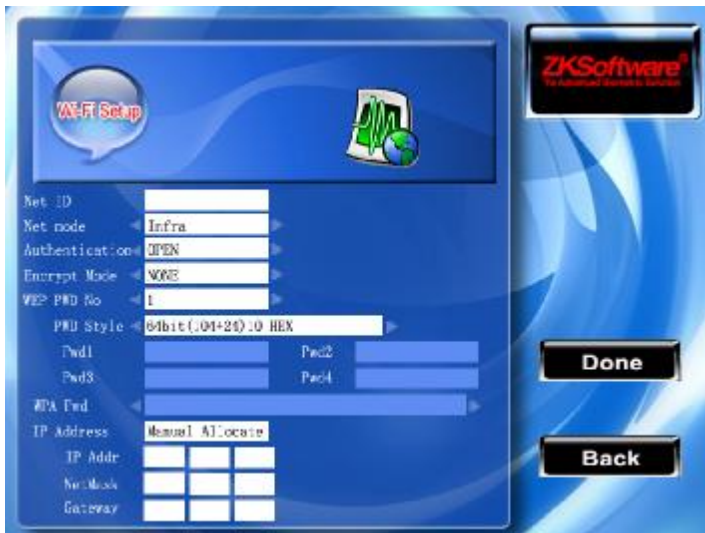 Wi-Fi Setup
ZKSoftware
Net ID
Net mode Infra
Authentication OPEN
Encrypt Mode NONE
WEP PWD No 1
PWD Style 64bit(104+24)10 HEX
Pwd1 Pwd2
Pwd3 Pwd4
WPA Pwd
IP Address Manual Allocate
IP Addr
NetMask
Gateway
Done
Back